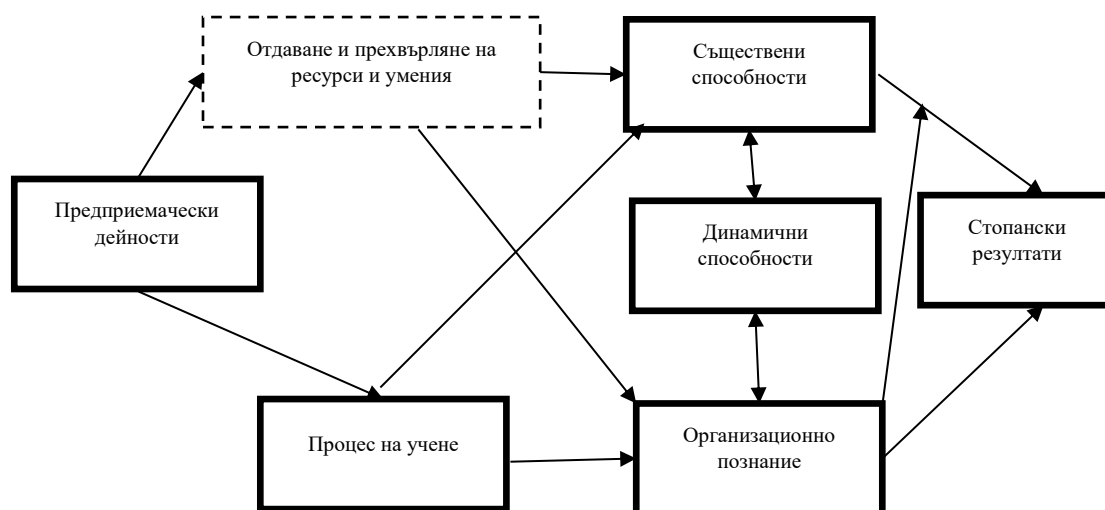 Отдаване и прехвърляне на
ресурси и умения
Съществени
способности
Предприемачески
дейности
Динамични
способности
Стопански
резултати
Процес на учене
Организационно
познание